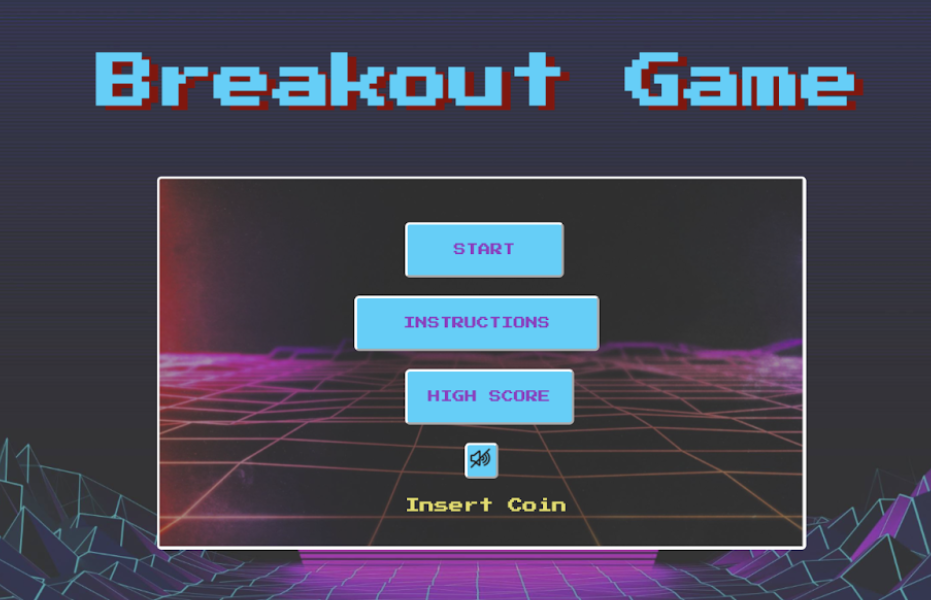 Breakout Game
START
INSTRUCTIONS
HIGH SCORE
Insert Coin